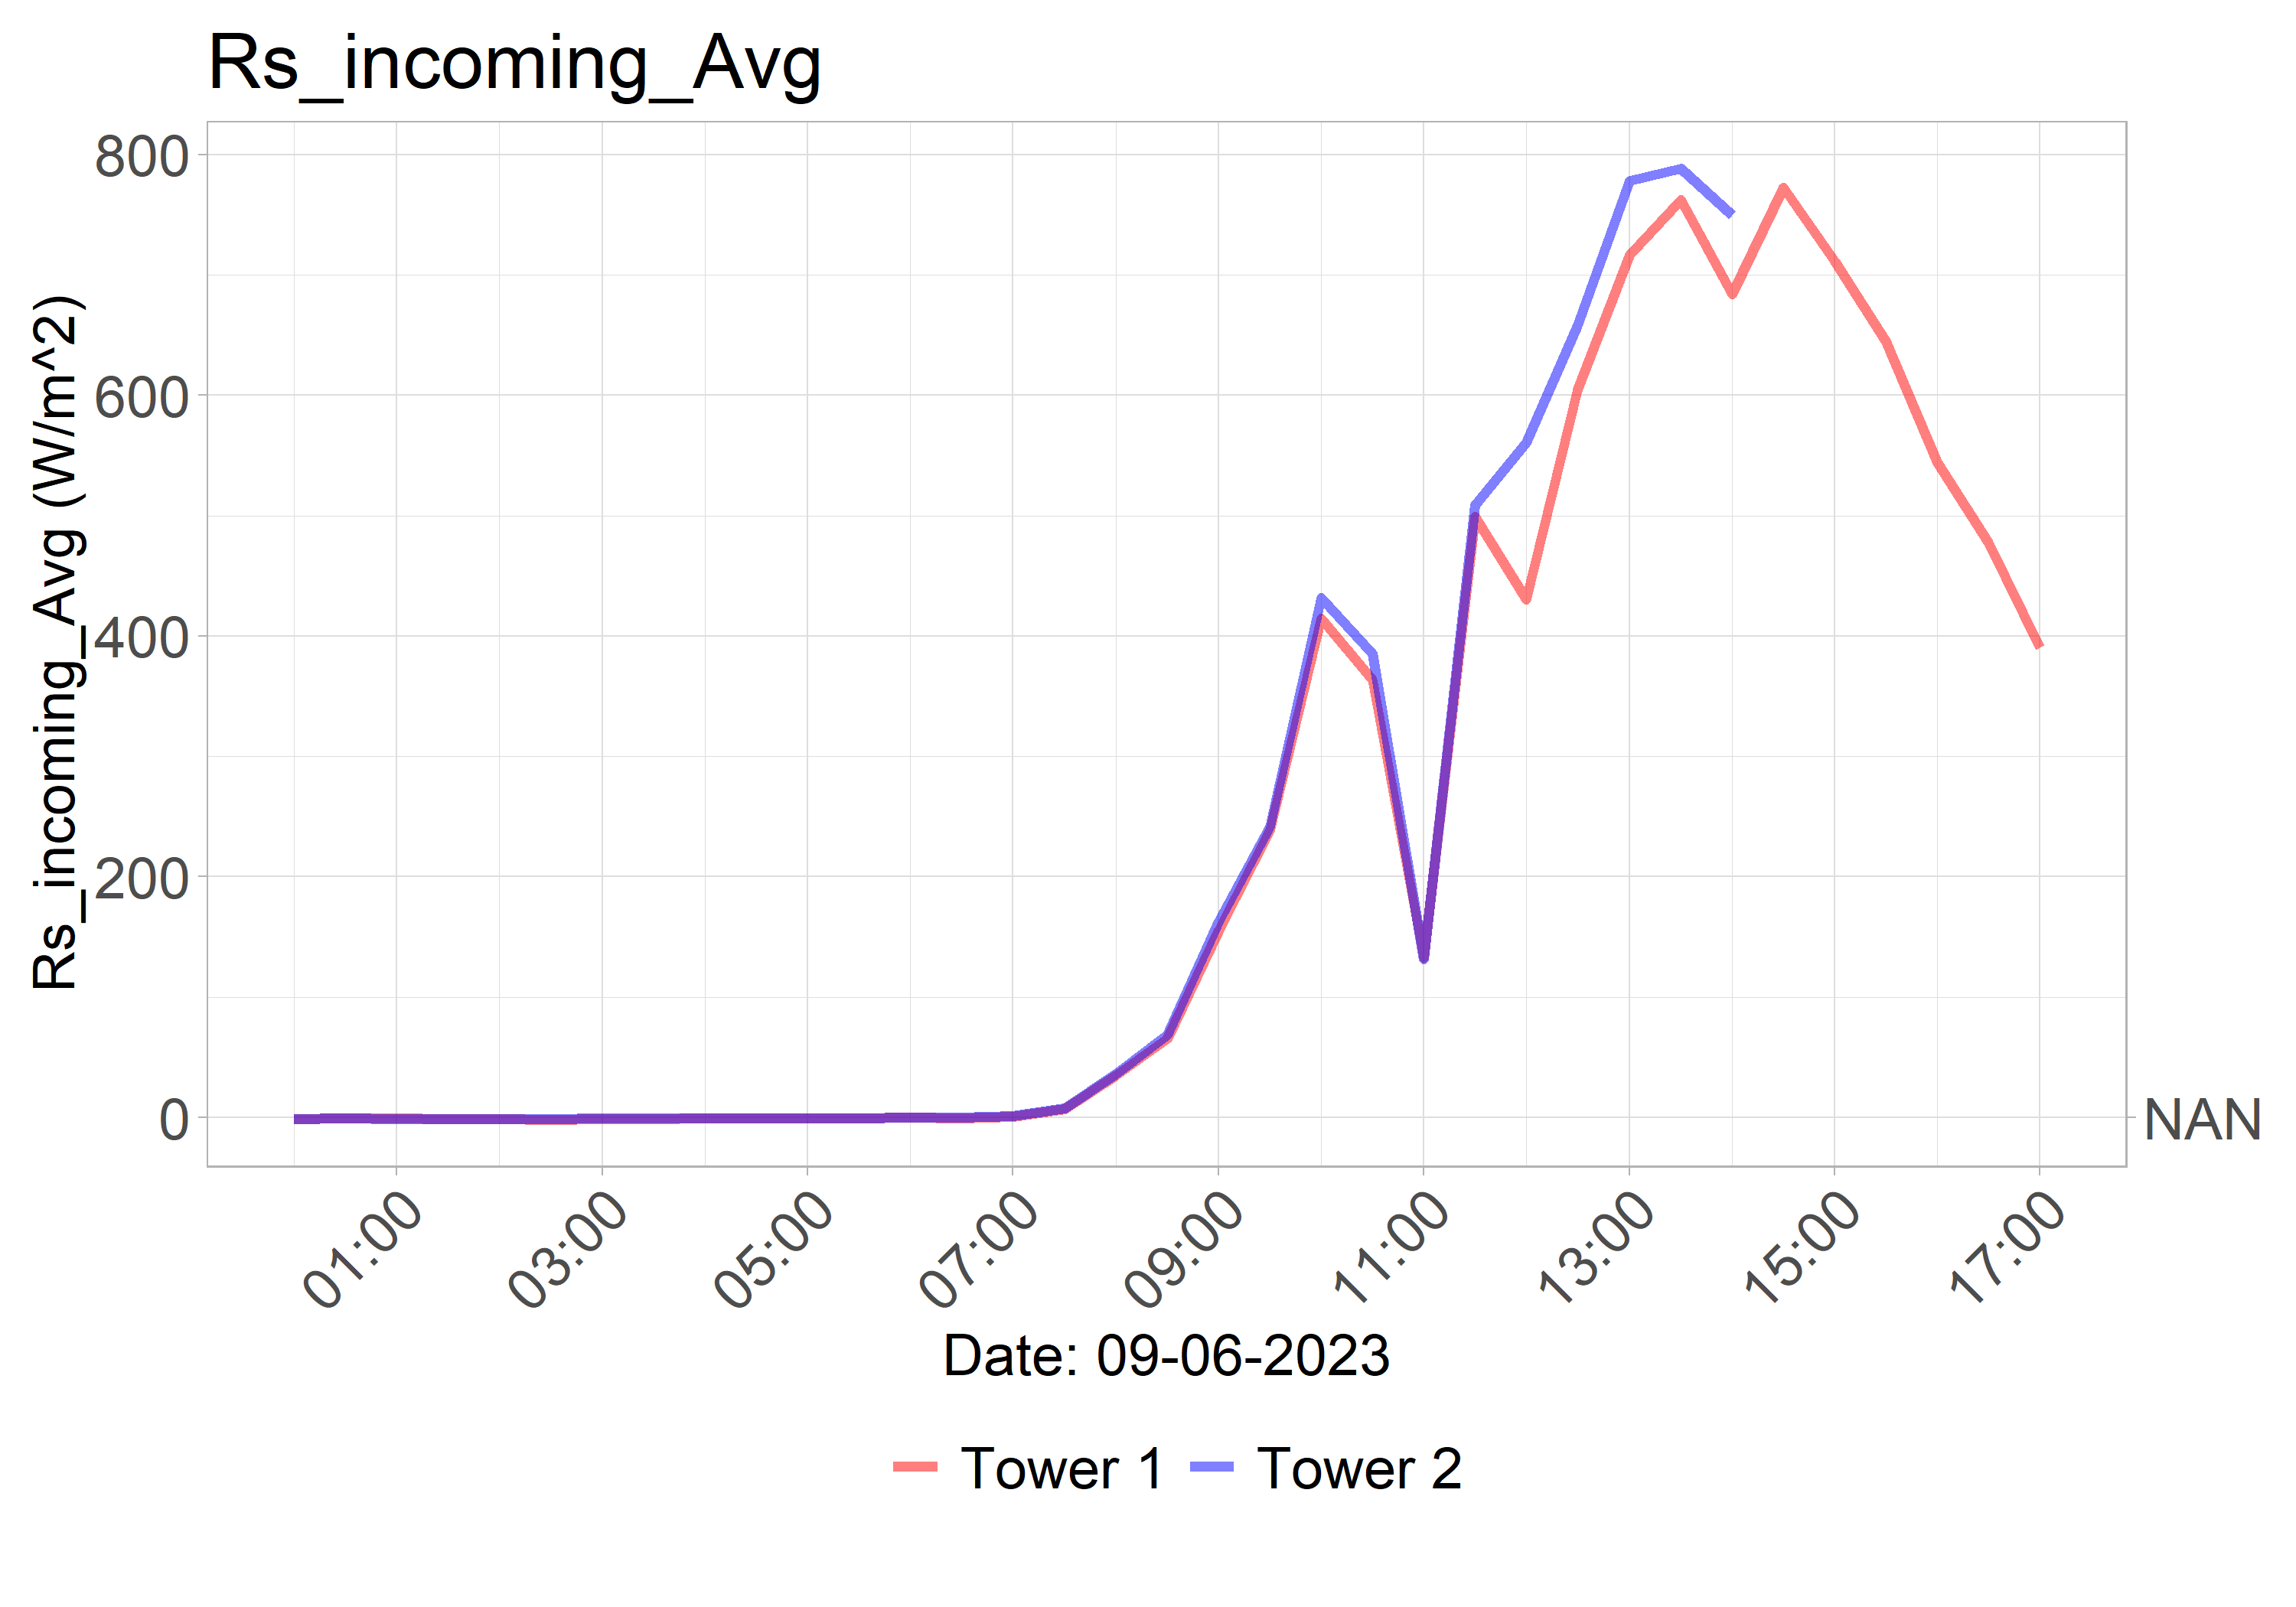 Rs_incoming_Avg
Rs_incoming_Avg (W/m^2)
800
600
400
200
0
NAN
01:00
03:00
05:00
07:00
09:00
11:00
13:00
15:00
17:00
Date: 09-06-2023
Tower 1
Tower 2